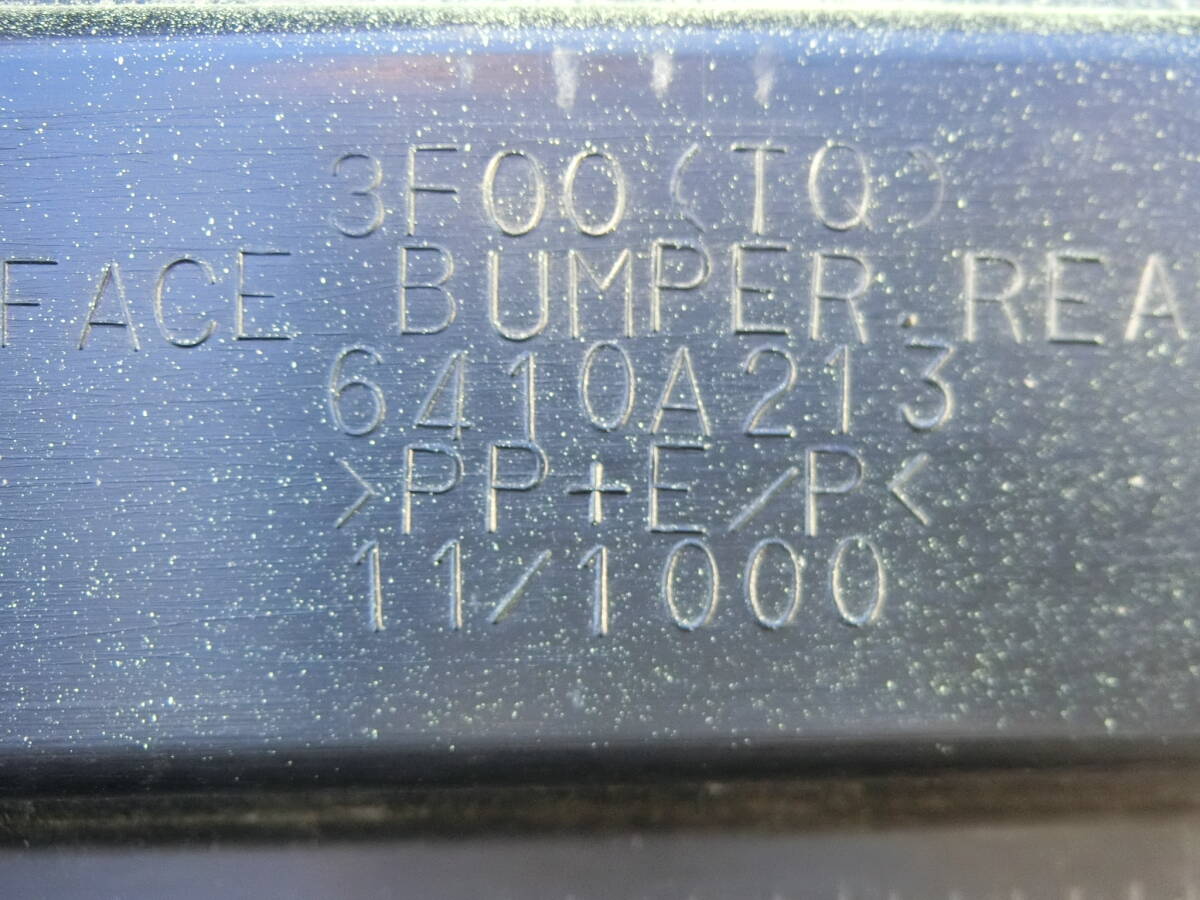 3F00(TQ)
FACE BUMPER.REA
6410A213
>PP+E/P<
11/1000